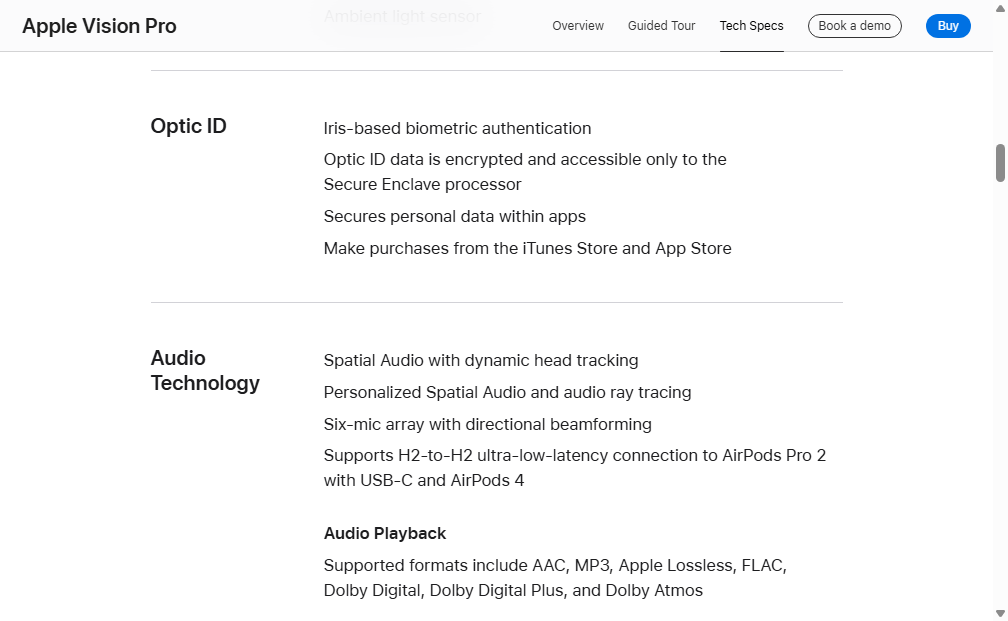 Apple Vision Pro
Overview
Guided Tour
Tech Specs
Book a demo
Buy
Ambient light sensor
Optic ID
Iris-based biometric authentication
Optic ID data is encrypted and accessible only to the
Secure Enclave processor
Secures personal data within apps
Make purchases from the iTunes Store and App Store
Audio
Technology
Spatial Audio with dynamic head tracking
Personalized Spatial Audio and audio ray tracing
Six-mic array with directional beamforming
Supports H2-to-H2 ultra-low-latency connection to AirPods Pro 2
with USB-C and AirPods 4
Audio Playback
Supported formats include AAC, MP3, Apple Lossless, FLAC,
Dolby Digital, Dolby Digital Plus, and Dolby Atmos